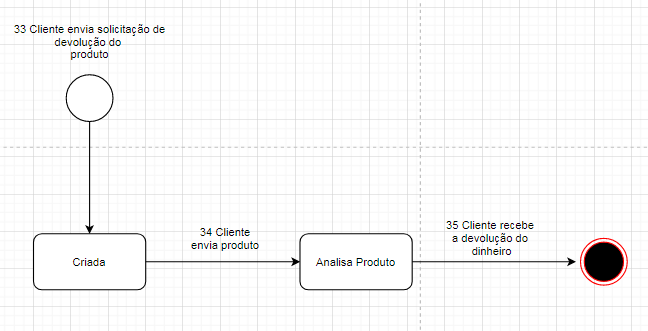 33 Cliente envia solicitação de
devolução do
produto
34 Cliente
envia produto
35 Cliente recebe
a devolução do
dinheiro
Criada
Analisa Produto